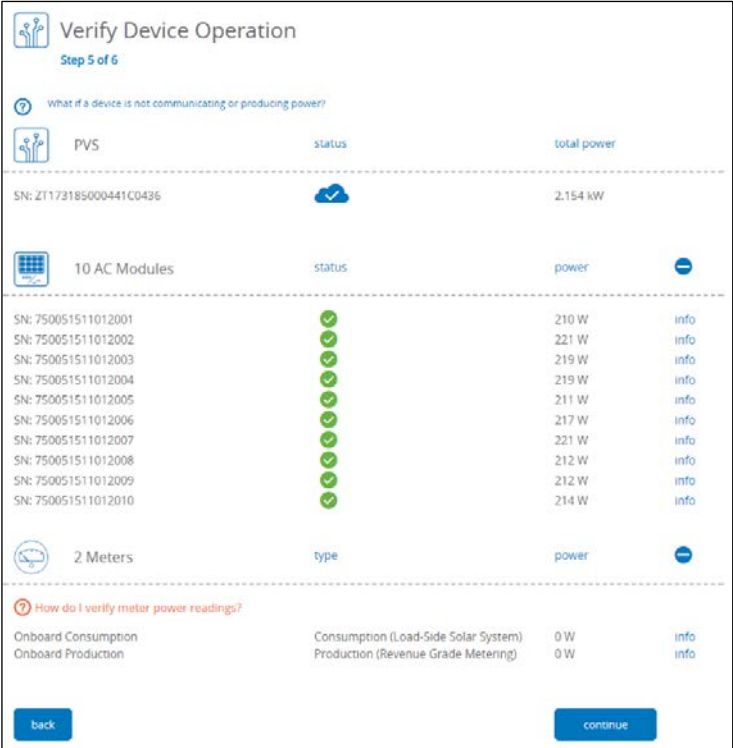 Verify Device Operation
Step 5 of 6
What if a device is not communicating or producing power?
PVS status total power
SN: ZT173185000441C0436 2.154 kW
10 AC Modules status power
SN: 750051511012001 210 W info
SN: 750051511012002 221 W info
SN: 750051511012003 219 W info
SN: 750051511012004 219 W info
SN: 750051511012005 211 W info
SN: 750051511012006 217 W info
SN: 750051511012007 221 W info
SN: 750051511012008 212 W info
SN: 750051511012009 212 W info
SN: 750051511012010 214 W info
2 Meters type power
How do I verify meter power readings?
Onboard Consumption Consumption (Load-Side Solar System) 0 W info
Onboard Production Production (Revenue Grade Metering) 0 W info
back continue